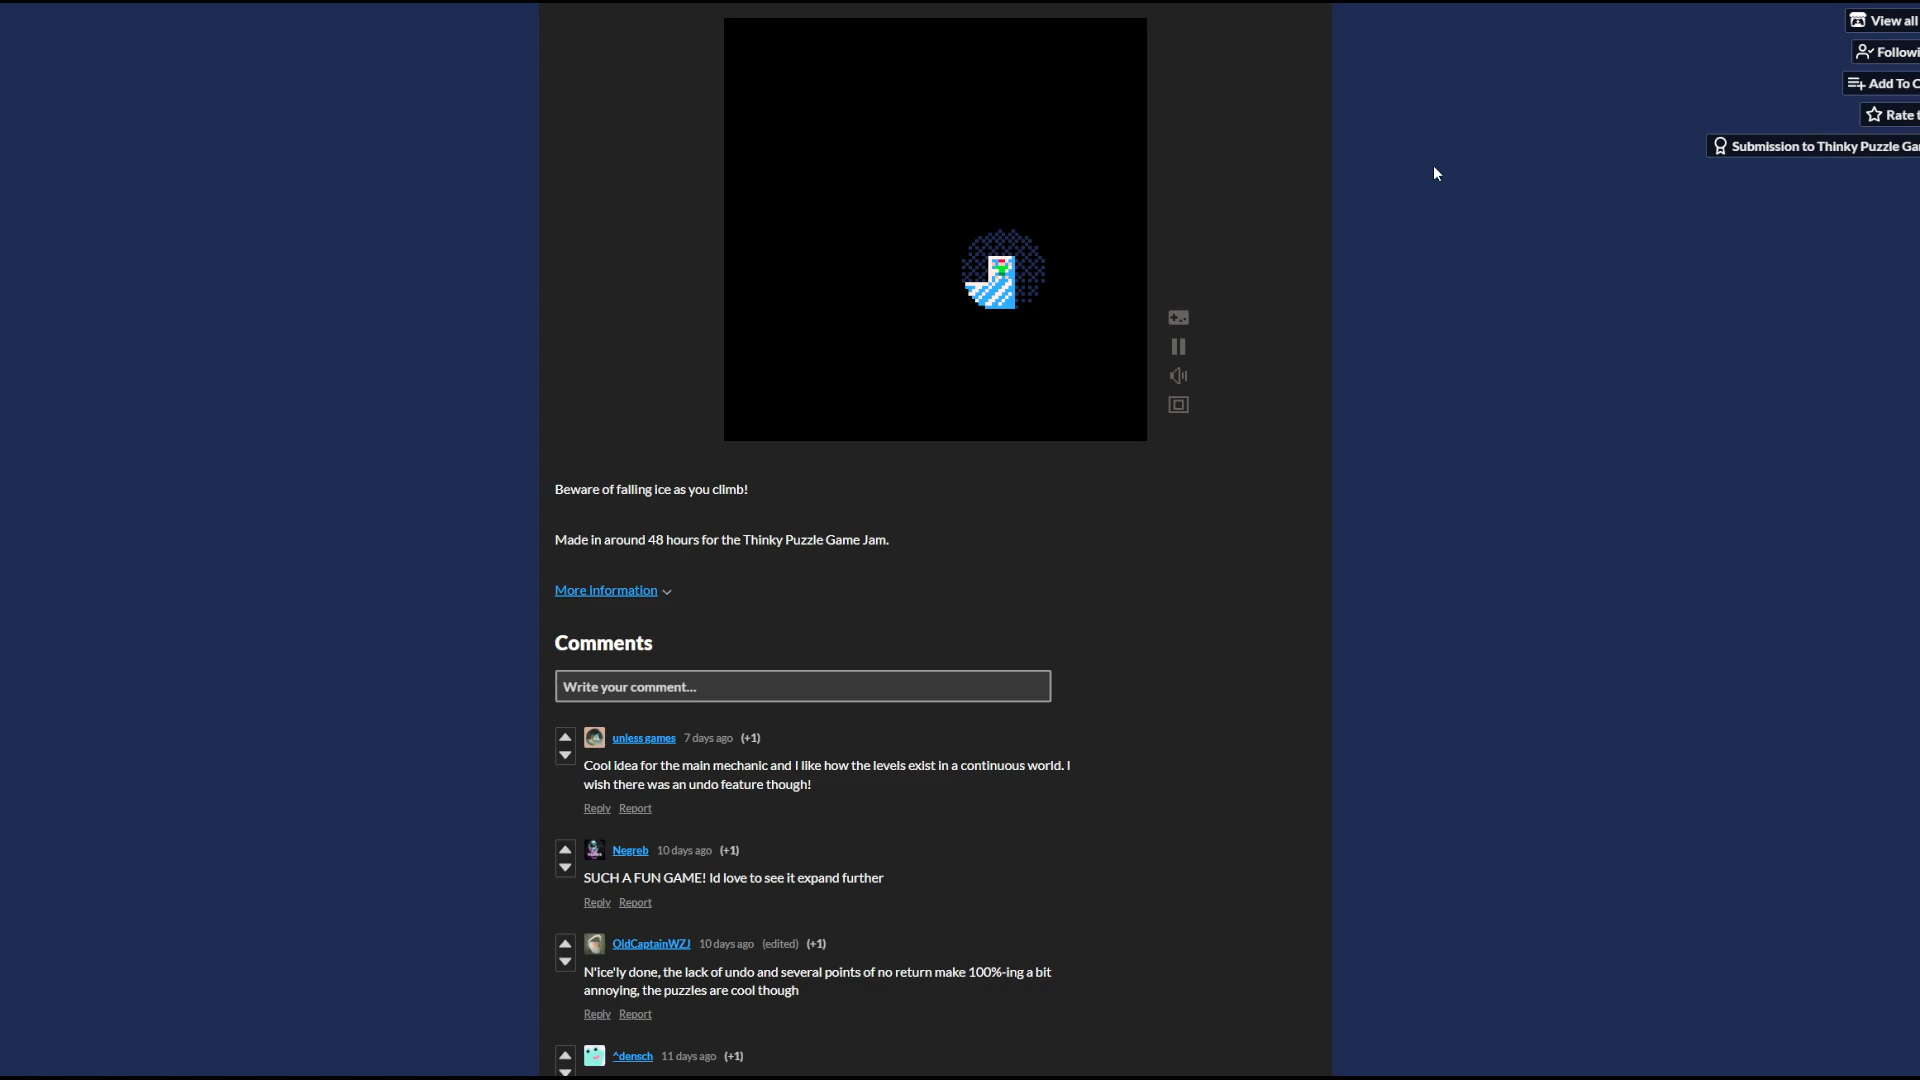 View all
Followi
Add To C
Rate t
Submission to Thinky Puzzle Ga
Beware of falling ice as you climb!
Made in around 48 hours for the Thinky Puzzle Game Jam.
More information
Comments
Write your comment...
unless games 7 days ago (+1)
Cool idea for the main mechanic and I like how the levels exist in a continuous world. I
wish there was an undo feature though!
Reply Report
Negreb 10 days ago (+1)
SUCH A FUN GAME! Id love to see it expand further
Reply Report
OldCaptainWZJ 10 days ago (edited) (+1)
N'ice'ly done, the lack of undo and several points of no return make 100%-ing a bit
annoying, the puzzles are cool though
Reply Report
^densch 11 days ago (+1)